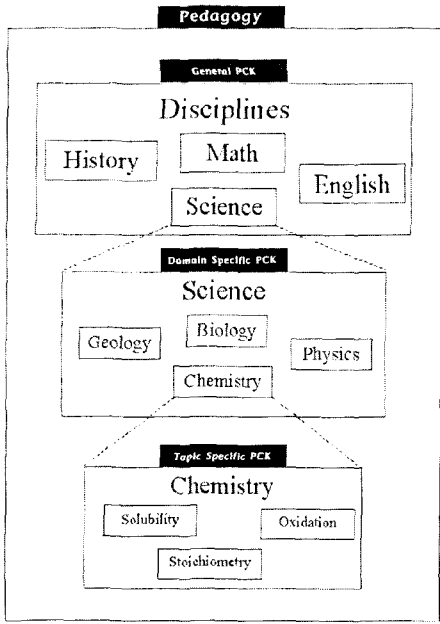 Pedagogy
General PCK
Disciplines
History
Math
English
Science
Domain Specific PCK
Science
Geology
Biology
Physics
Chemistry
Topic Specific PCK
Chemistry
Solubility
Oxidation
Stoichiometry